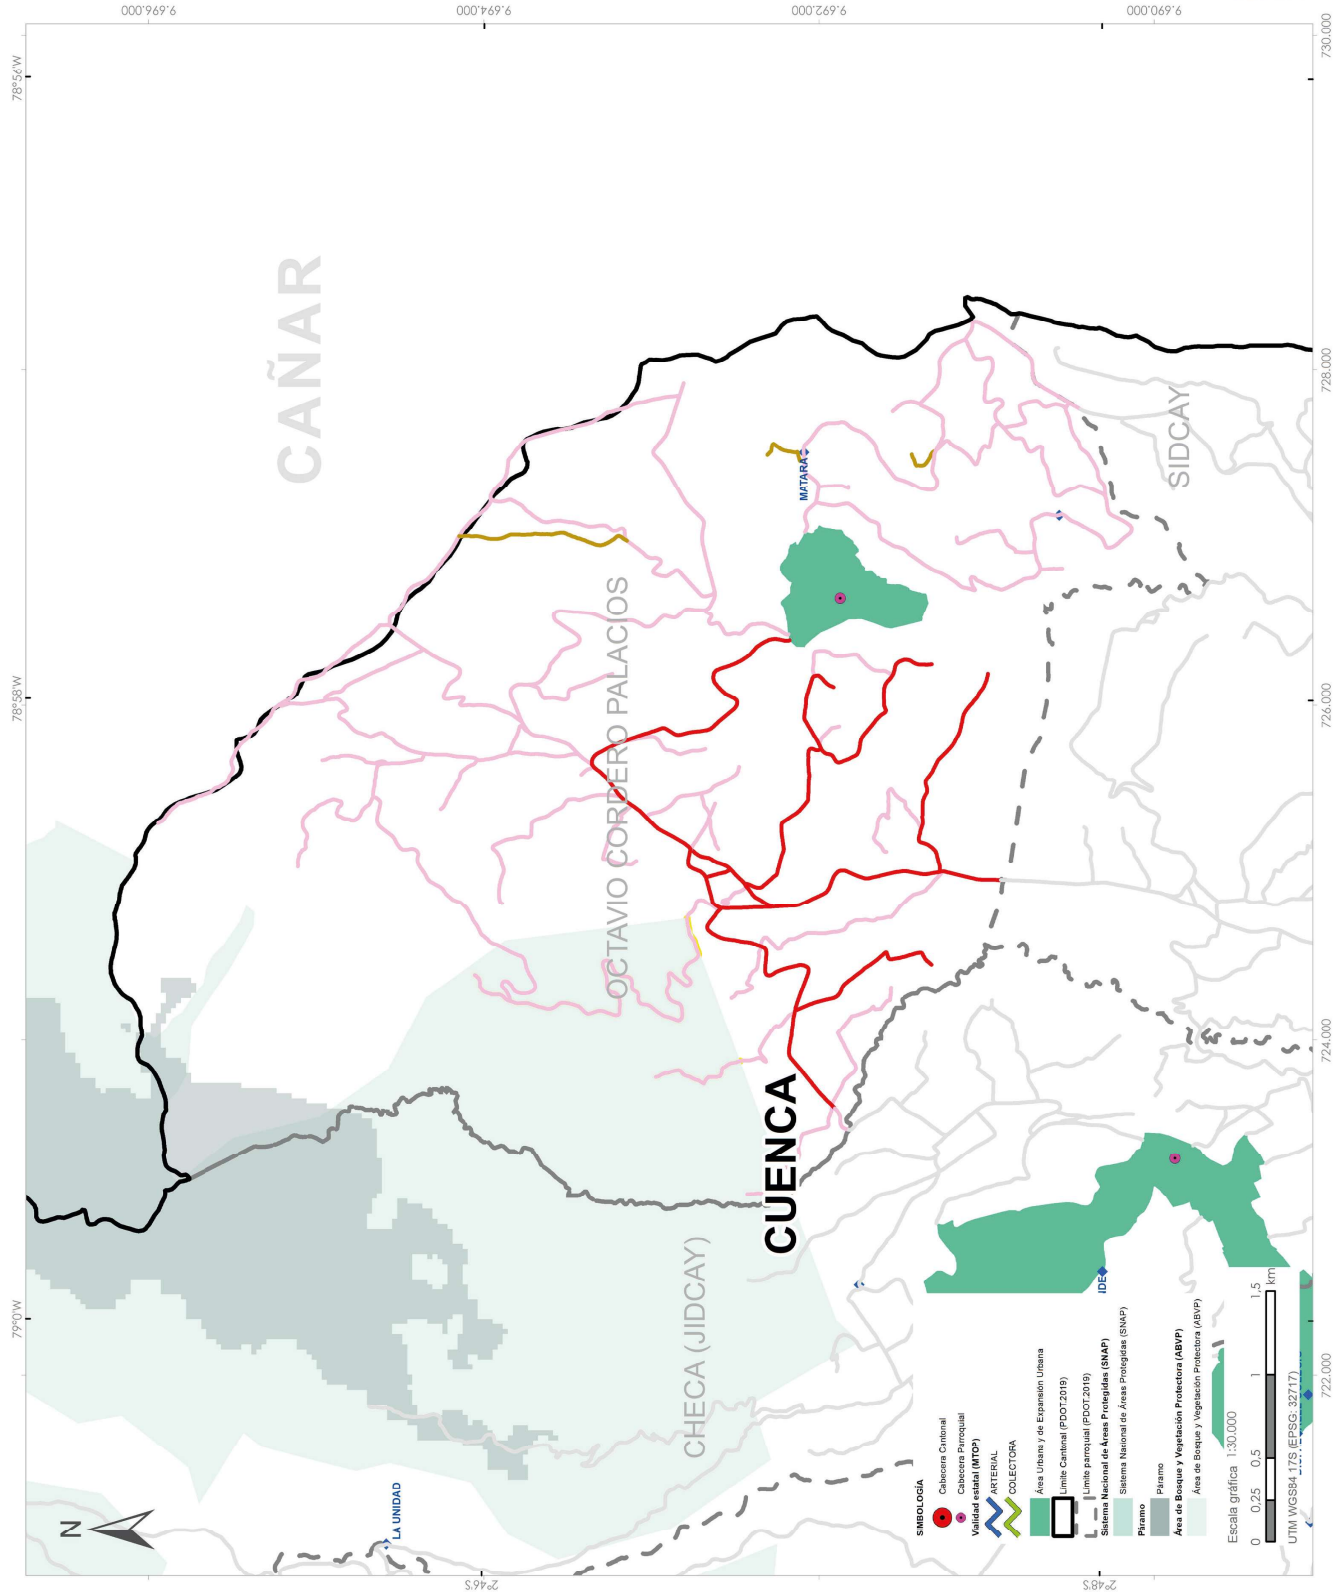 78°56'W
78°58'W
79°0'W
9.696.000
9.694.000
9.692.000
9.690.000
730.000
728.000
726.000
724.000
722.000
2°46'S
2°48'S
CAÑAR
MATARA
SIDCAY
OCTAVIO CORDERO PALACIOS
CUENCA
CHECA (JIDCAY)
LA UNIDAD
N
IDE
SIMBOLOGÍA
Cabecera Cantonal
Cabecera Parroquial
Vialidad estatal (MTOP)
ARTERIAL
COLECTORA
Área Urbana y de Expansión Urbana
Límite Cantonal (PDOT2019)
Límite parroquial (PDOT2019)
Sistema Nacional de Áreas Protegidas (SNAP)
Sistema Nacional de Áreas Protegidas (SNAP)
Páramo
Páramo
Área de Bosque y Vegetación Protectora (ABVP)
Área de Bosque y Vegetación Protectora (ABVP)
Escala gráfica 1:30.000
0 0,25 0,5 1 1,5
km
UTM WGS84 17S (EPSG: 32717)